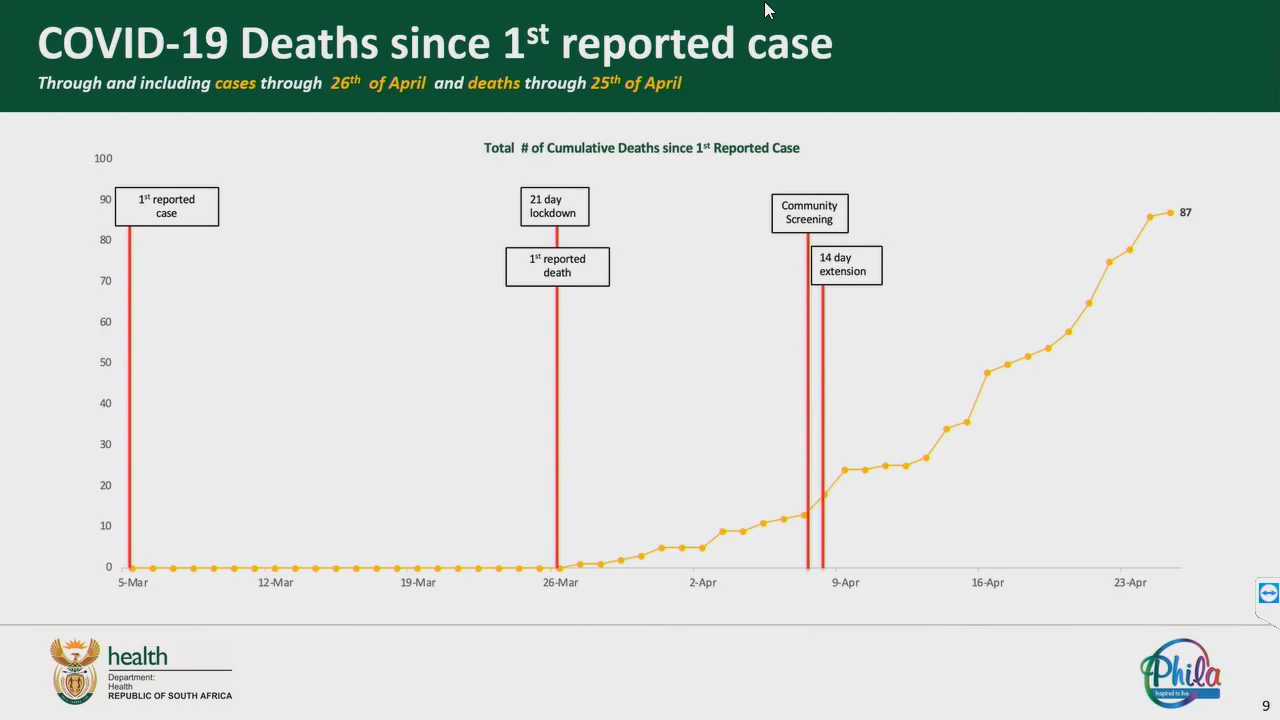 COVID-19 Deaths since 1st reported case
Through and including cases through 26th of April and deaths through 25th of April
Total # of Cumulative Deaths since 1st Reported Case
100
90
80
70
60
50
40
30
20
10
0
1st reported
case
21 day
lockdown
1st reported
death
Community
Screening
14 day
extension
87
5-Mar
12-Mar
19-Mar
26-Mar
2-Apr
9-Apr
16-Apr
23-Apr
health
Department:
Health
REPUBLIC OF SOUTH AFRICA
Phila
Inspired to live
9